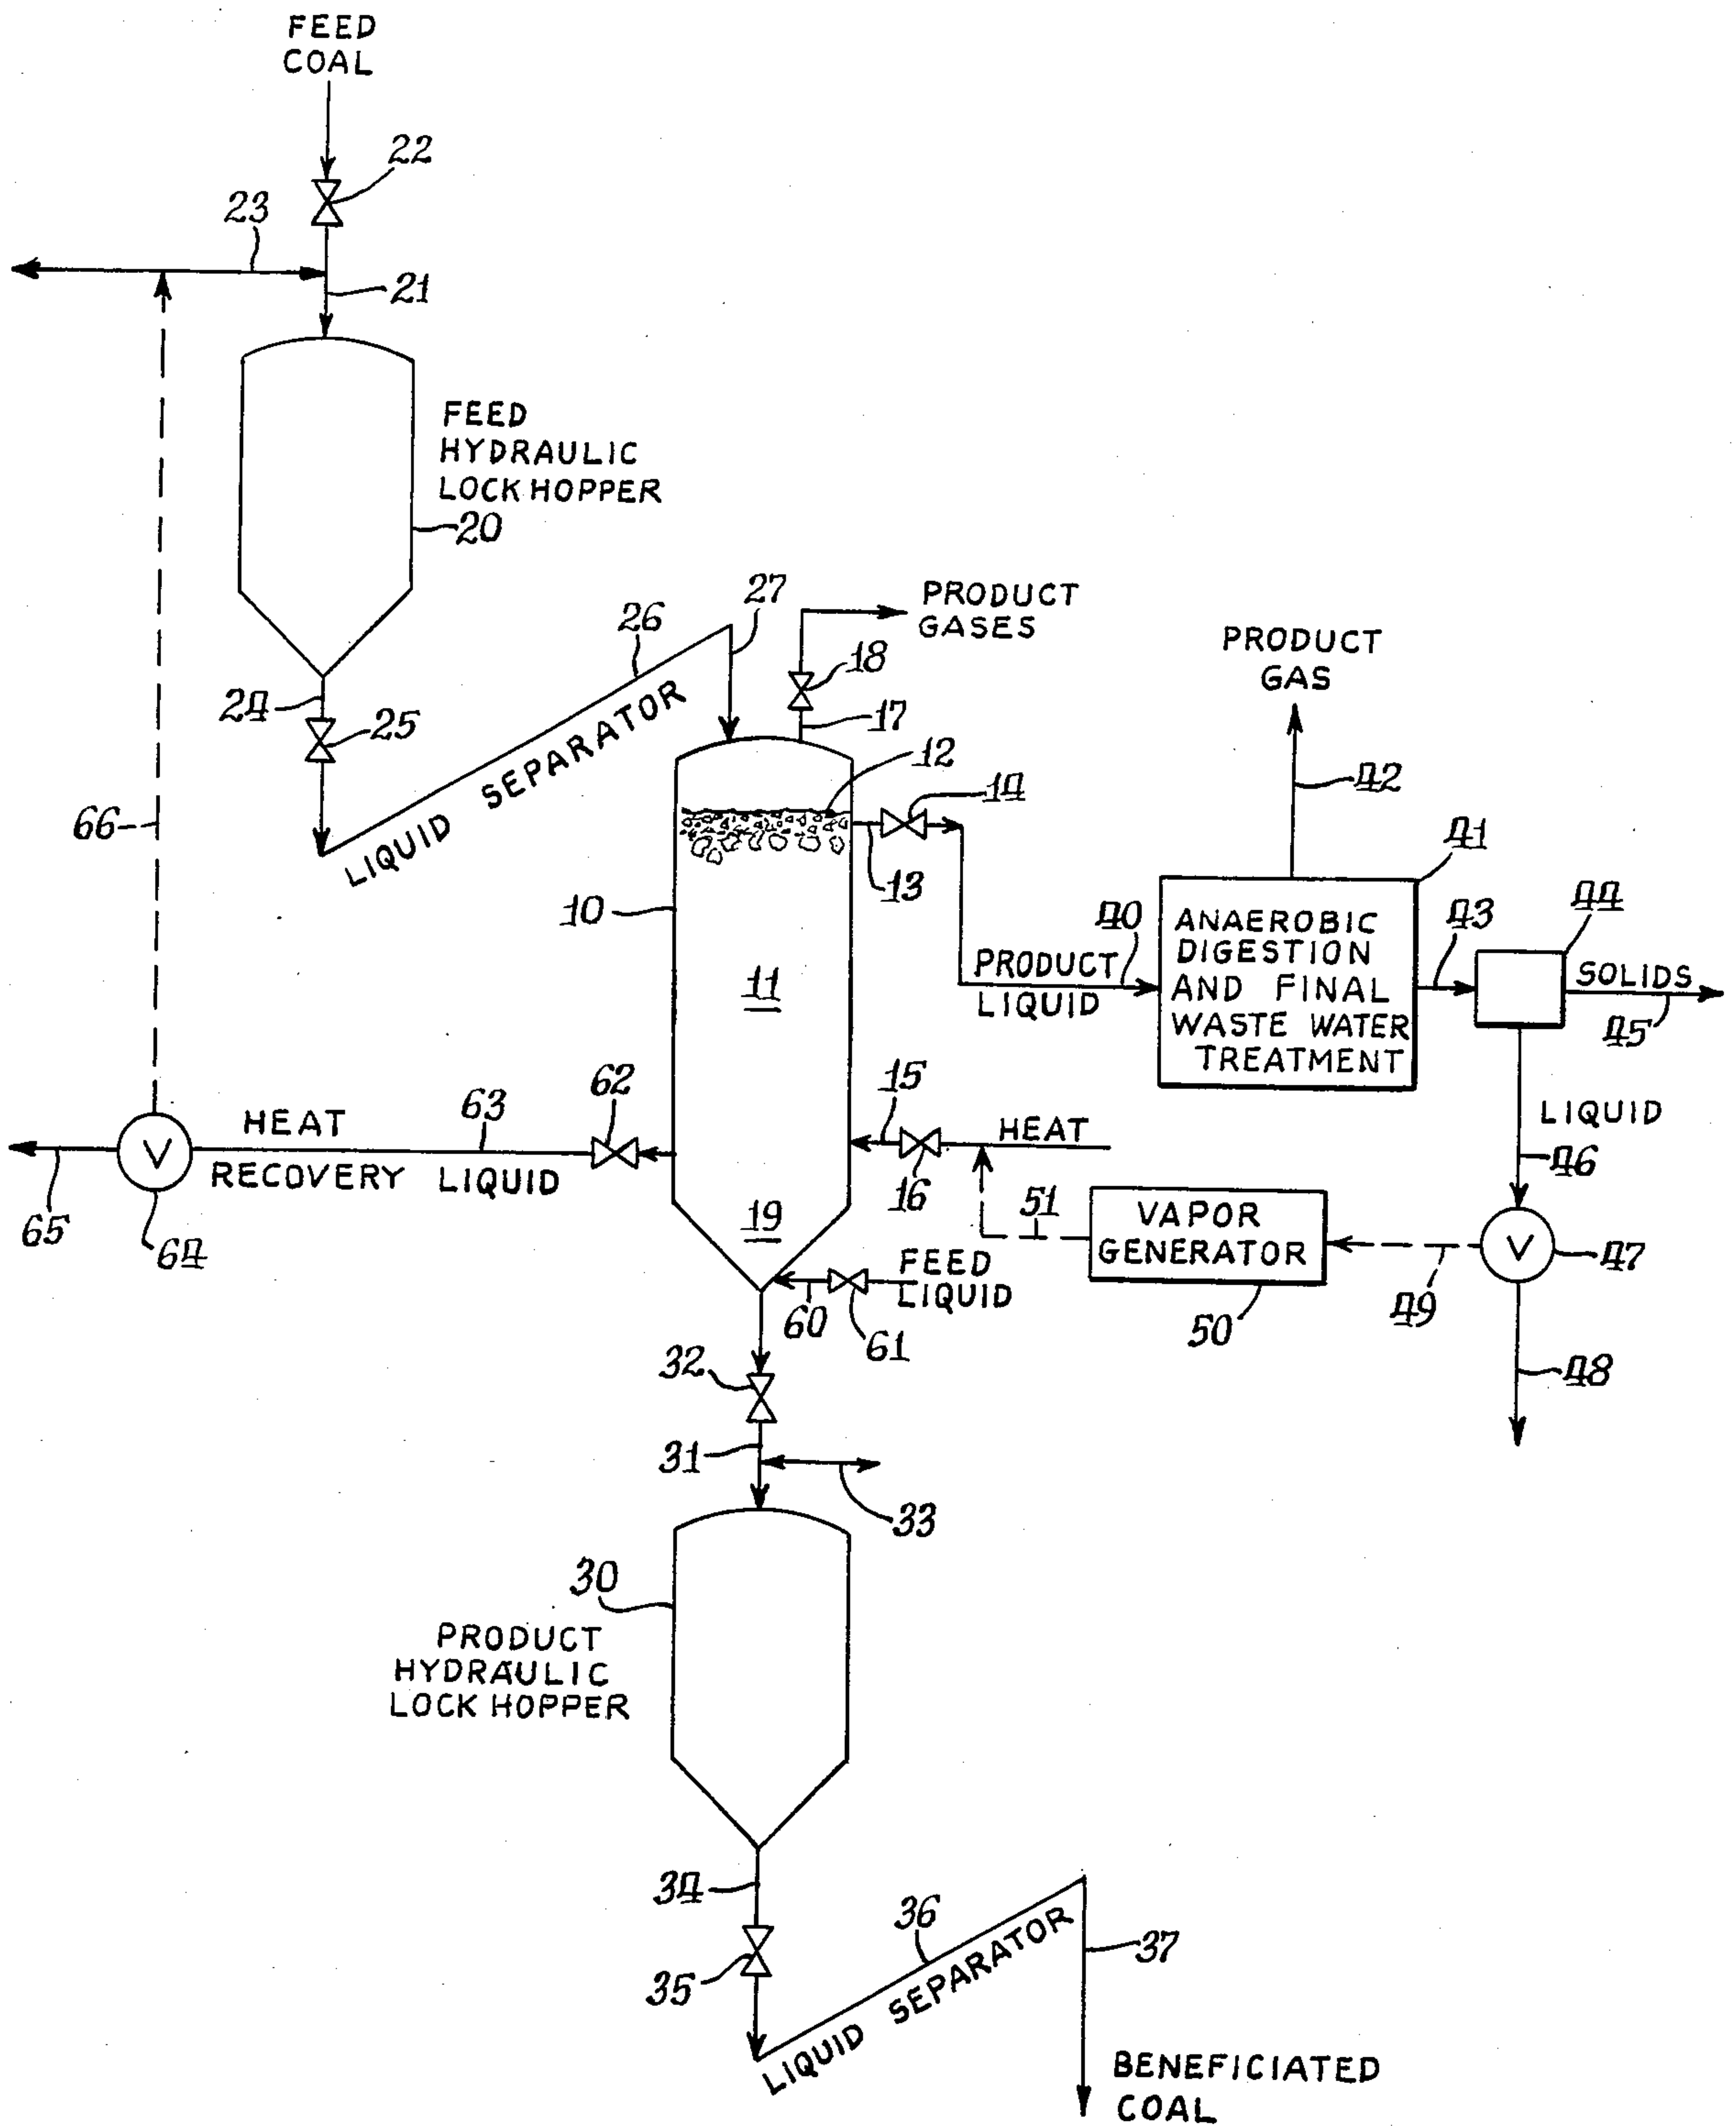 FEED
COAL
22
23
21
FEED
HYDRAULIC
LOCK HOPPER
20
27
26
PRODUCT
GASES
18
24
25
17
LIQUID SEPARATOR
12
14
PRODUCT
GAS
42
66
13
41
10
40
ANAEROBIC
DIGESTION
AND FINAL
WASTE WATER
TREATMENT
43
44
11
PRODUCT
LIQUID
SOLIDS
45
62
15
63
HEAT
RECOVERY LIQUID
HEAT
LIQUID
16
46
V
65
64
19
51
VAPOR
GENERATOR
V
47
FEED
LIQUID
49
60
61
50
32
48
31
33
30
PRODUCT
HYDRAULIC
LOCK HOPPER
34
36
37
35
LIQUID SEPARATOR
BENEFICIATED
COAL